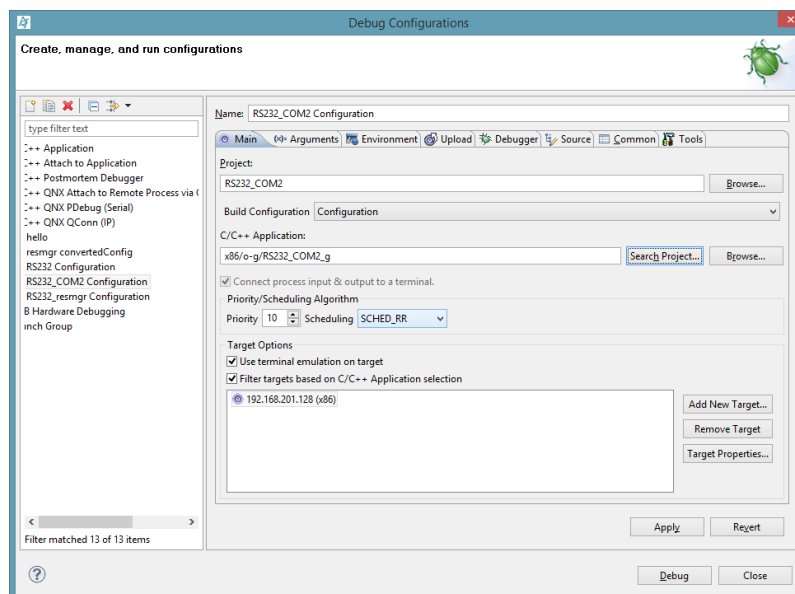 Debug Configurations
Create, manage, and run configurations
type filter text
C++ Application
C++ Attach to Application
C++ Postmortem Debugger
C++ QNX Attach to Remote Process via
C++ QNX PDebug (Serial)
C++ QNX QConn (IP)
hello
resmgr convertedConfig
RS232 Configuration
RS232_COM2 Configuration
RS232_resmgr Configuration
B Hardware Debugging
unch Group
Filter matched 13 of 13 items
Name: RS232_COM2 Configuration
Main (x)= Arguments Environment Upload Debugger Source Common Tools
Project:
RS232_COM2 Browse...
Build Configuration Configuration
C/C++ Application:
x86/o-g/RS232_COM2_g Search Project... Browse...
Connect process input & output to a terminal.
Priority/Scheduling Algorithm
Priority 10 Scheduling SCHED_RR
Target Options
Use terminal emulation on target
Filter targets based on C/C++ Application selection
192.168.201.128 (x86)
Add New Target...
Remove Target
Target Properties...
Apply Revert
? Debug Close